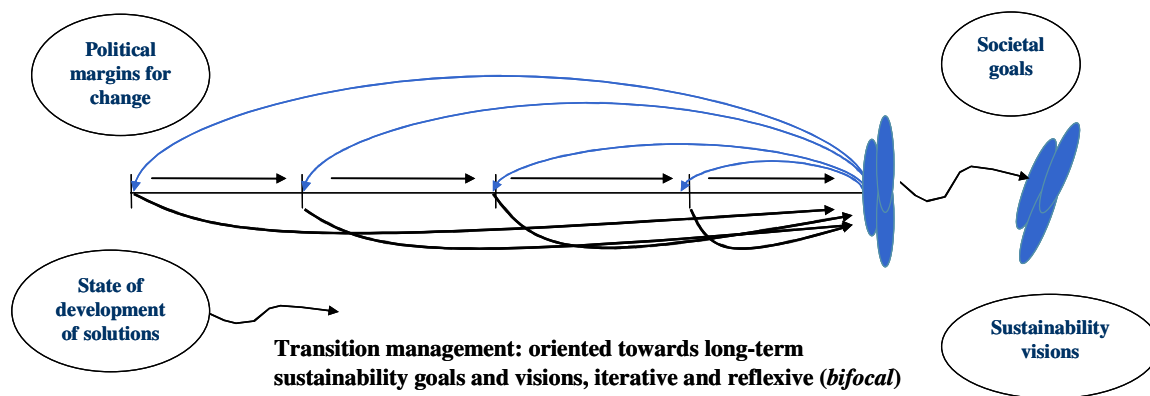 Political
margins for
change
Societal
goals
State of
development
of solutions
Transition management: oriented towards long-term
sustainability goals and visions, iterative and reflexive (bifocal)
Sustainability
visions